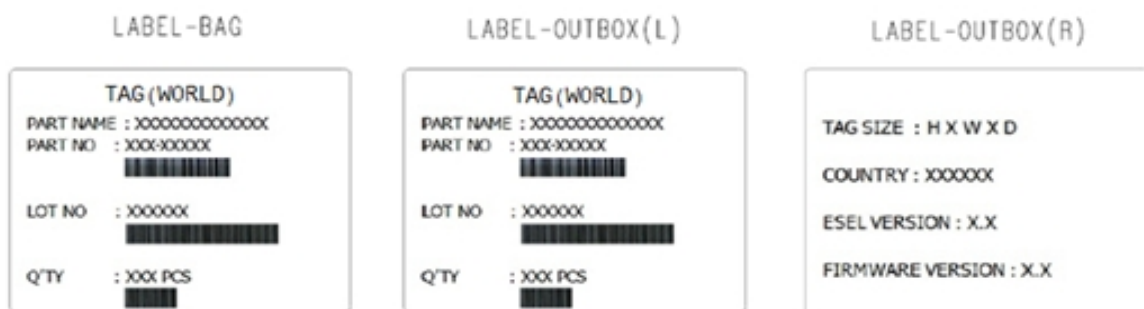 LABEL-BAG
TAG(WORLD)
PART NAME : XXXXXXXXXXXXX
PART NO : XXX-XXXXX
LOT NO : XXXXXX
Q'TY : XXX PCS
LABEL-OUTBOX(L)
TAG(WORLD)
PART NAME : XXXXXXXXXXXXX
PART NO : XXX-XXXXX
LOT NO : XXXXXX
Q'TY : XXX PCS
LABEL-OUTBOX(R)
TAG SIZE : H X W X D
COUNTRY : XXXXXX
ESEL VERSION : X.X
FIRMWARE VERSION : X.X